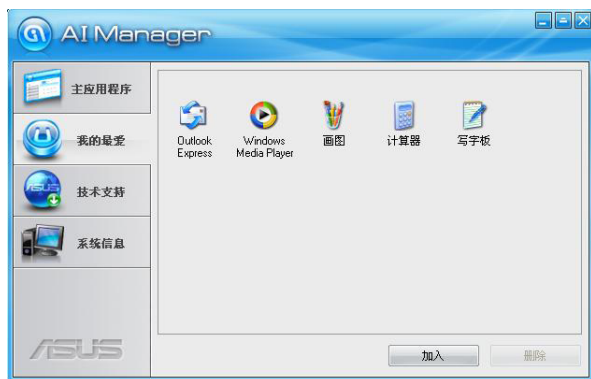 AI Manager
主应用程序
我的最爱
技术支持
系统信息
Outlook
Express
Windows
Media Player
画图
计算器
写字板
加入
删除
ASUS
ASUS